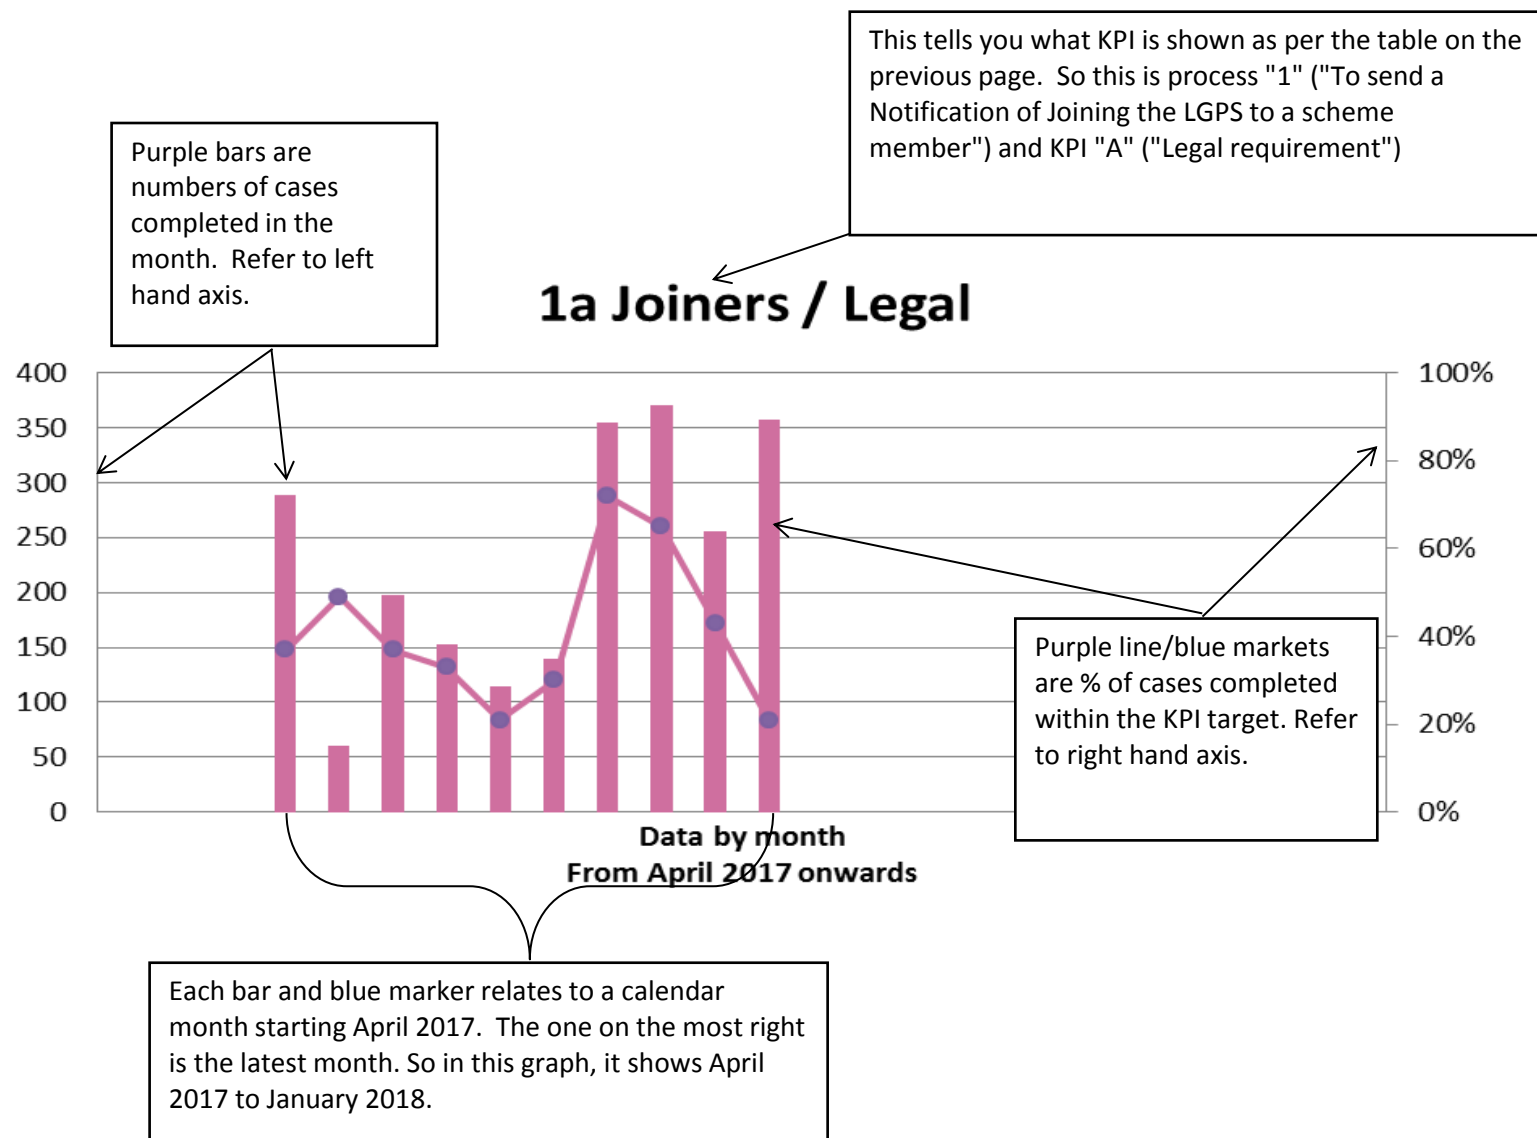 This tells you what KPI is shown as per the table on the
previous page.  So this is process "1" ("To send a
Notification of Joining the LGPS to a scheme
member") and KPI "A" ("Legal requirement")
Purple bars are
numbers of cases
completed in the
month.  Refer to left
hand axis.
1a Joiners / Legal
400
350
300
250
200
150
100
50
0
100%
80%
60%
40%
20%
0%
Purple line/blue markets
are % of cases completed
within the KPI target. Refer
to right hand axis.
Data by month
From April 2017 onwards
Each bar and blue marker relates to a calendar
month starting April 2017.  The one on the most right
is the latest month. So in this graph, it shows April
2017 to January 2018.